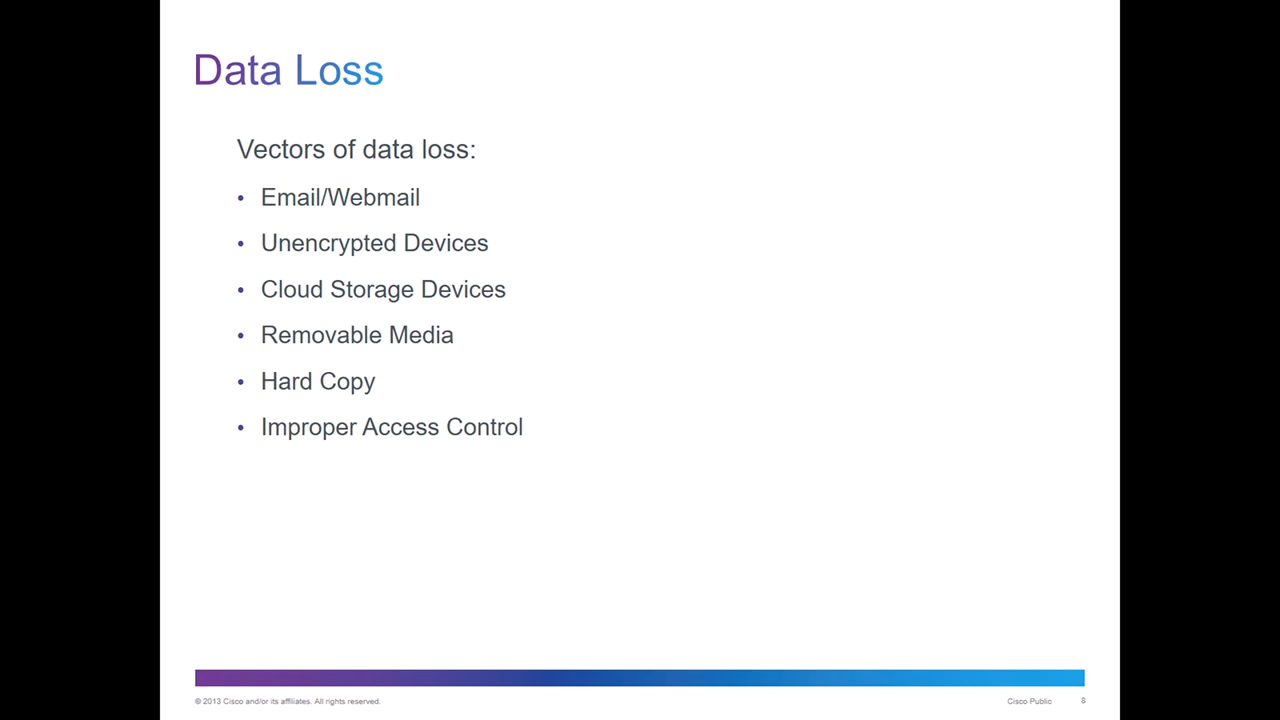 Data Loss
Vectors of data loss:
• Email/Webmail
• Unencrypted Devices
• Cloud Storage Devices
• Removable Media
• Hard Copy
• Improper Access Control
© 2013 Cisco and/or its affiliates. All rights reserved.
Cisco Public 8